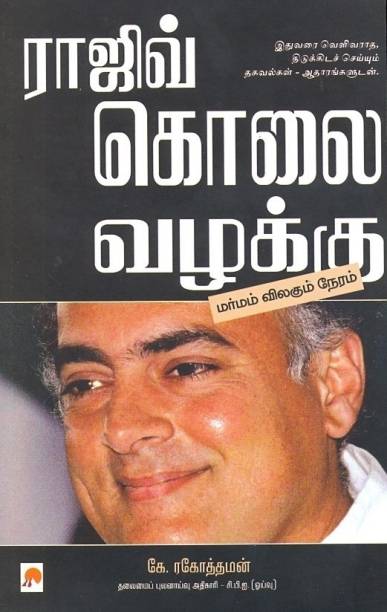 இதுவரை வெளிவராத,
திடுக்கிடச் செய்யும்
தகவல்கள் - ஆதாரங்களுடன்.
ராஜிவ்
கொலை
வழக்கு
மர்மம் விலகும் நேரம்
கே. ரகோத்தமன்
தலைமைப் புலனாய்வு அதிகாரி - சி.பி.ஐ. (ஓய்வு)